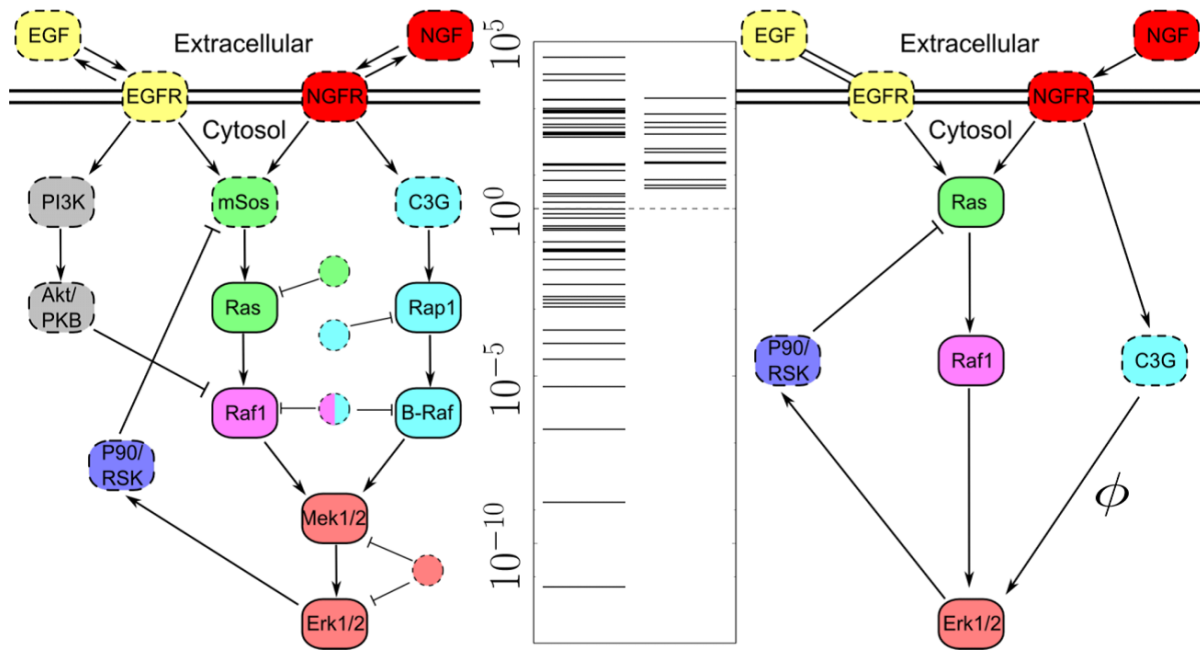 EGF
Extracellular
NGF
EGFR
NGFR
Cytosol
PI3K
mSos
C3G
Akt/
PKB
Ras
Rap1
Raf1
B-Raf
P90/
RSK
Mek1/2
Erk1/2
10^5
10^0
10^-5
10^-10
EGF
Extracellular
NGF
EGFR
NGFR
Cytosol
Ras
P90/
RSK
Raf1
C3G
ϕ
Erk1/2